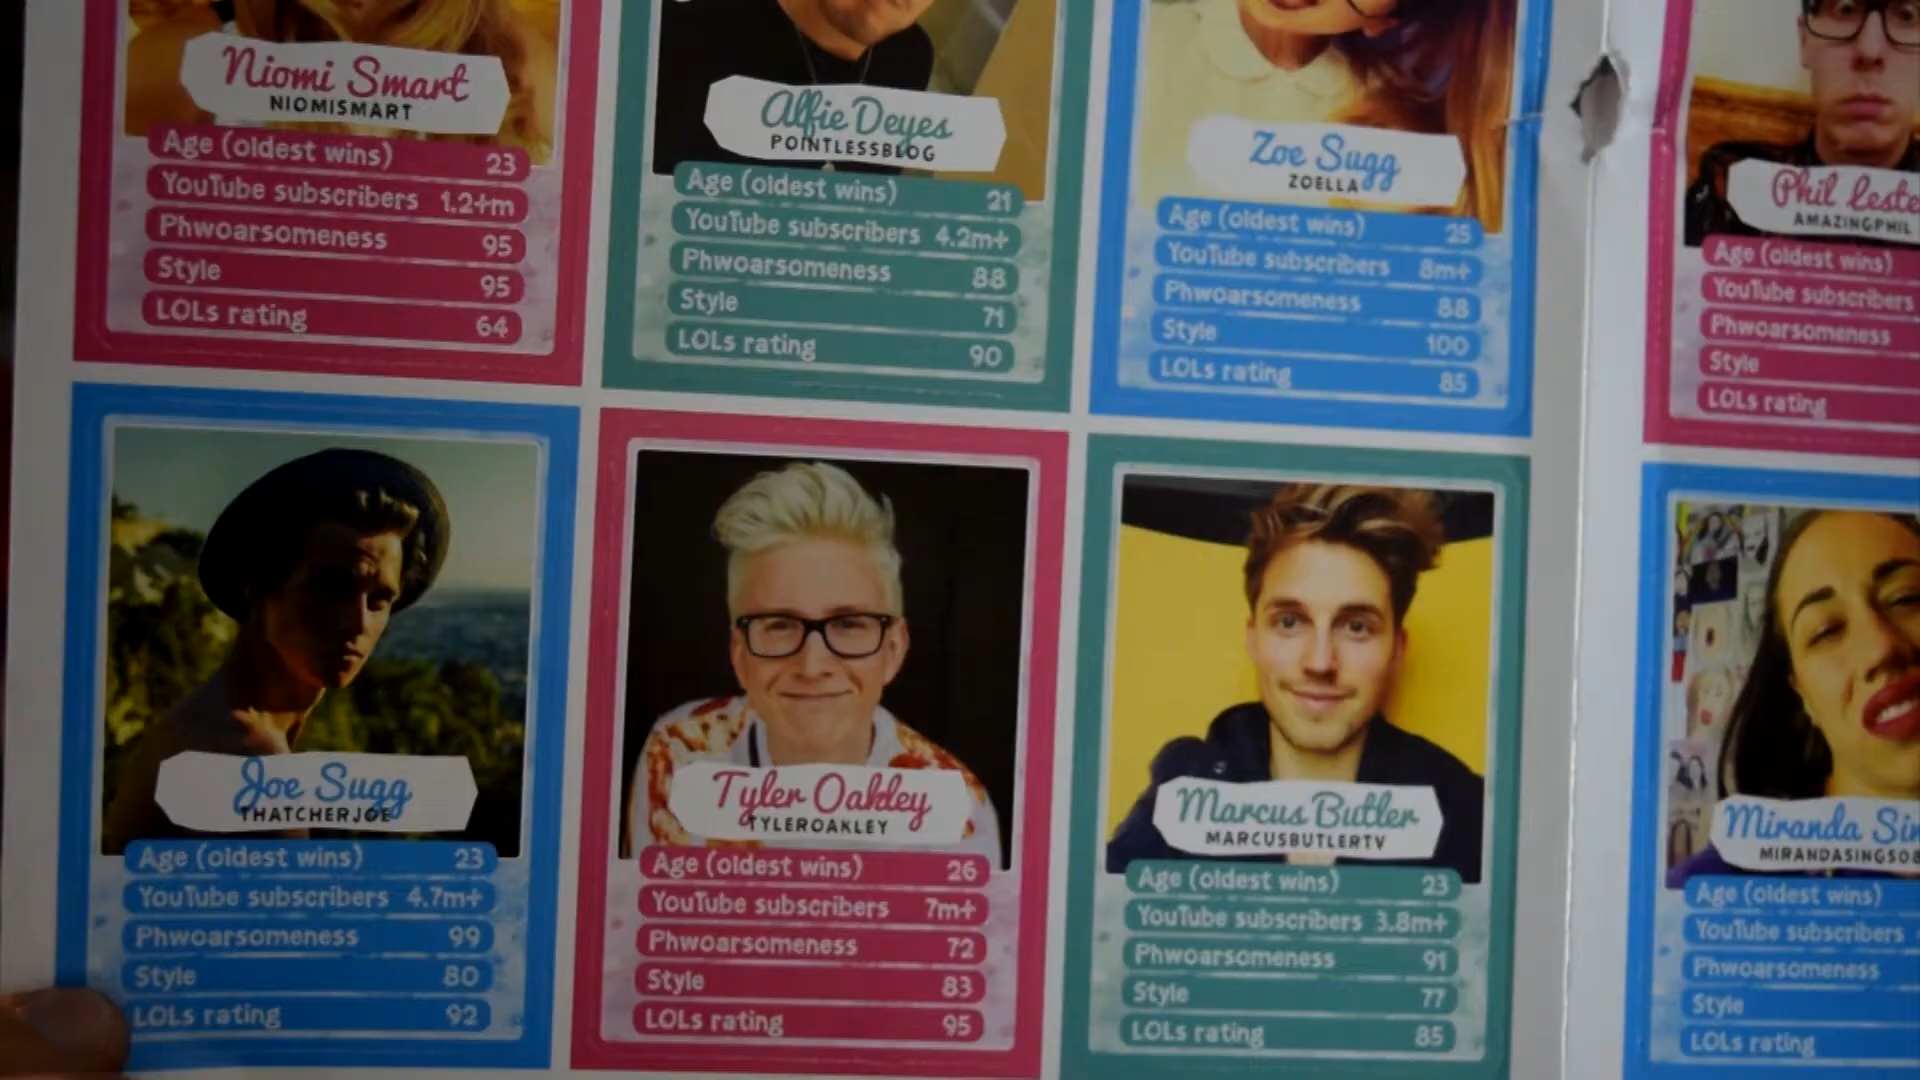 Niomi Smart
NIOMISMART
Age (oldest wins) 23
YouTube subscribers 1.2+m
Phwoarsomeness 95
Style 95
LOLs rating 64
Alfie Deyes
POINTLESSBLOG
Age (oldest wins) 21
YouTube subscribers 4.2m+
Phwoarsomeness 88
Style 71
LOLs rating 90
Zoe Sugg
ZOELLA
Age (oldest wins) 25
YouTube subscribers 8m+
Phwoarsomeness 88
Style 100
LOLs rating 85
Phil
AMAZINGPHIL
Age (oldest wins)
YouTube subscribers
Phwoarsomeness
Style
LOLs rating
Joe Sugg
THATCHERJOE
Age (oldest wins) 23
YouTube subscribers 4.7m+
Phwoarsomeness 99
Style 80
LOLs rating 92
Tyler Oakley
TYLEROAKLEY
Age (oldest wins) 26
YouTube subscribers 7m+
Phwoarsomeness 72
Style 83
LOLs rating 95
Marcus Butler
MARCUSBUTLERTV
Age (oldest wins) 23
YouTube subscribers 3.8m+
Phwoarsomeness 91
Style 77
LOLs rating 85
Miranda
Age (oldest wins)
YouTube subscribers
Phwoarsomeness
Style
LOLs rating